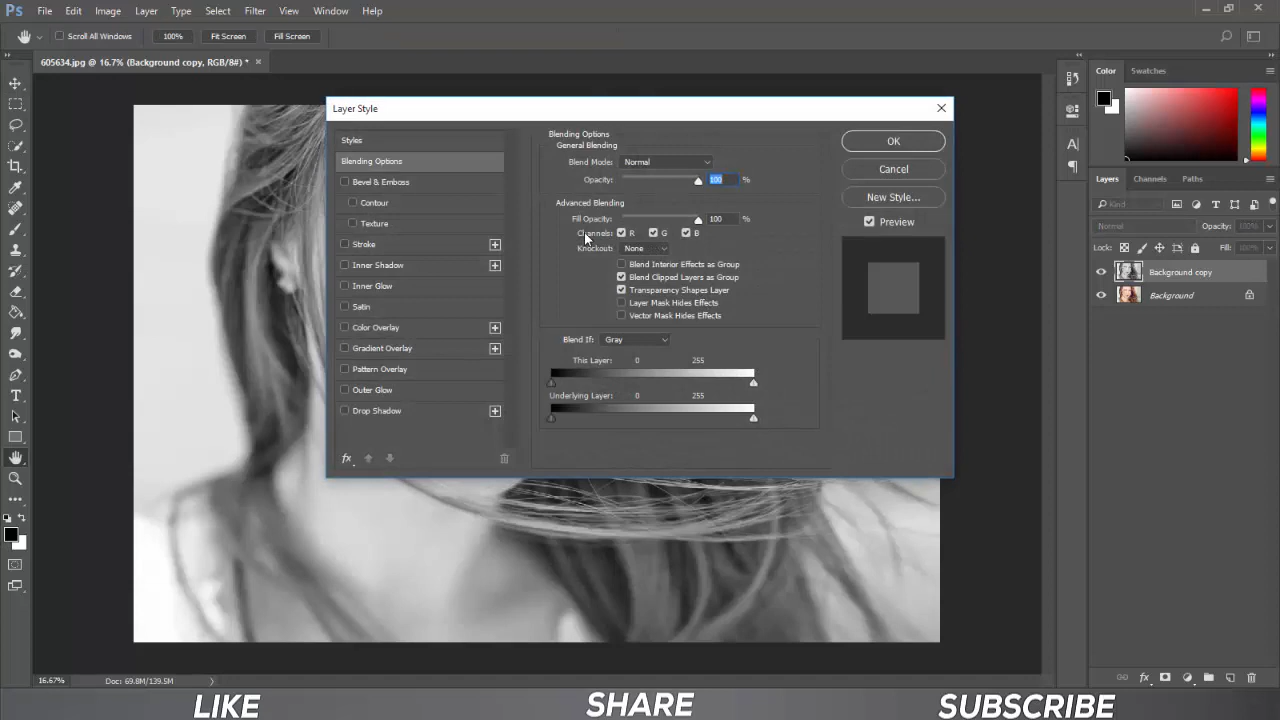 Ps File Edit Image Layer Type Select Filter View Window Help
Scroll All Windows 100% Fit Screen Fill Screen
605634.jpg @ 16.7% (Background copy, RGB/8#) * ×
Layer Style
Styles
Blending Options
Bevel & Emboss
Contour
Texture
Stroke
Inner Shadow
Inner Glow
Satin
Color Overlay
Gradient Overlay
Pattern Overlay
Outer Glow
Drop Shadow
fx
Blending Options
General Blending
Blend Mode: Normal
Opacity: 100 %
Advanced Blending
Fill Opacity: 100 %
Channels: R G B
Knockout: None
Blend Interior Effects as Group
Blend Clipped Layers as Group
Transparency Shapes Layer
Layer Mask Hides Effects
Vector Mask Hides Effects
Blend If: Gray
This Layer: 0 255
Underlying Layer: 0 255
OK
Cancel
New Style...
Preview
Color Swatches
Layers Channels Paths
Kind
Normal Opacity: 100%
Lock: Fill: 100%
Background copy
Background
fx
16.67% Doc: 69.8M/139.5M
LIKE SHARE SUBSCRIBE